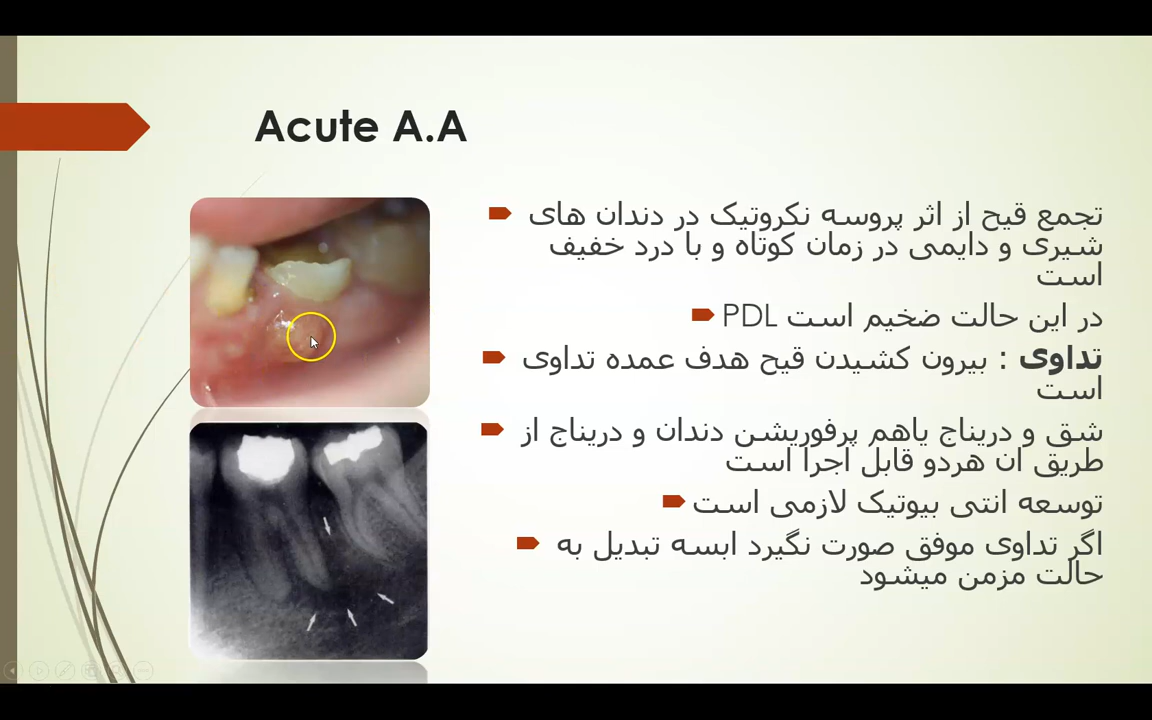 Acute A.A
تجمع قیح از اثر پروسه نکروتیک در دندان های
شیری و دایمی در زمان کوتاه و با درد خفیف
است
در این حالت ضخیم است PDL
تداوی : بیرون کشیدن قیح هدف عمده تداوی
است
شق و دریناج یاهم پرفوریشن دندان و دریناج از
طریق ان هردو قابل اجرا است
توسعه انتی بیوتیک لازمی است
اگر تداوی موفق صورت نگیرد ابسه تبدیل به
حالت مزمن میشود